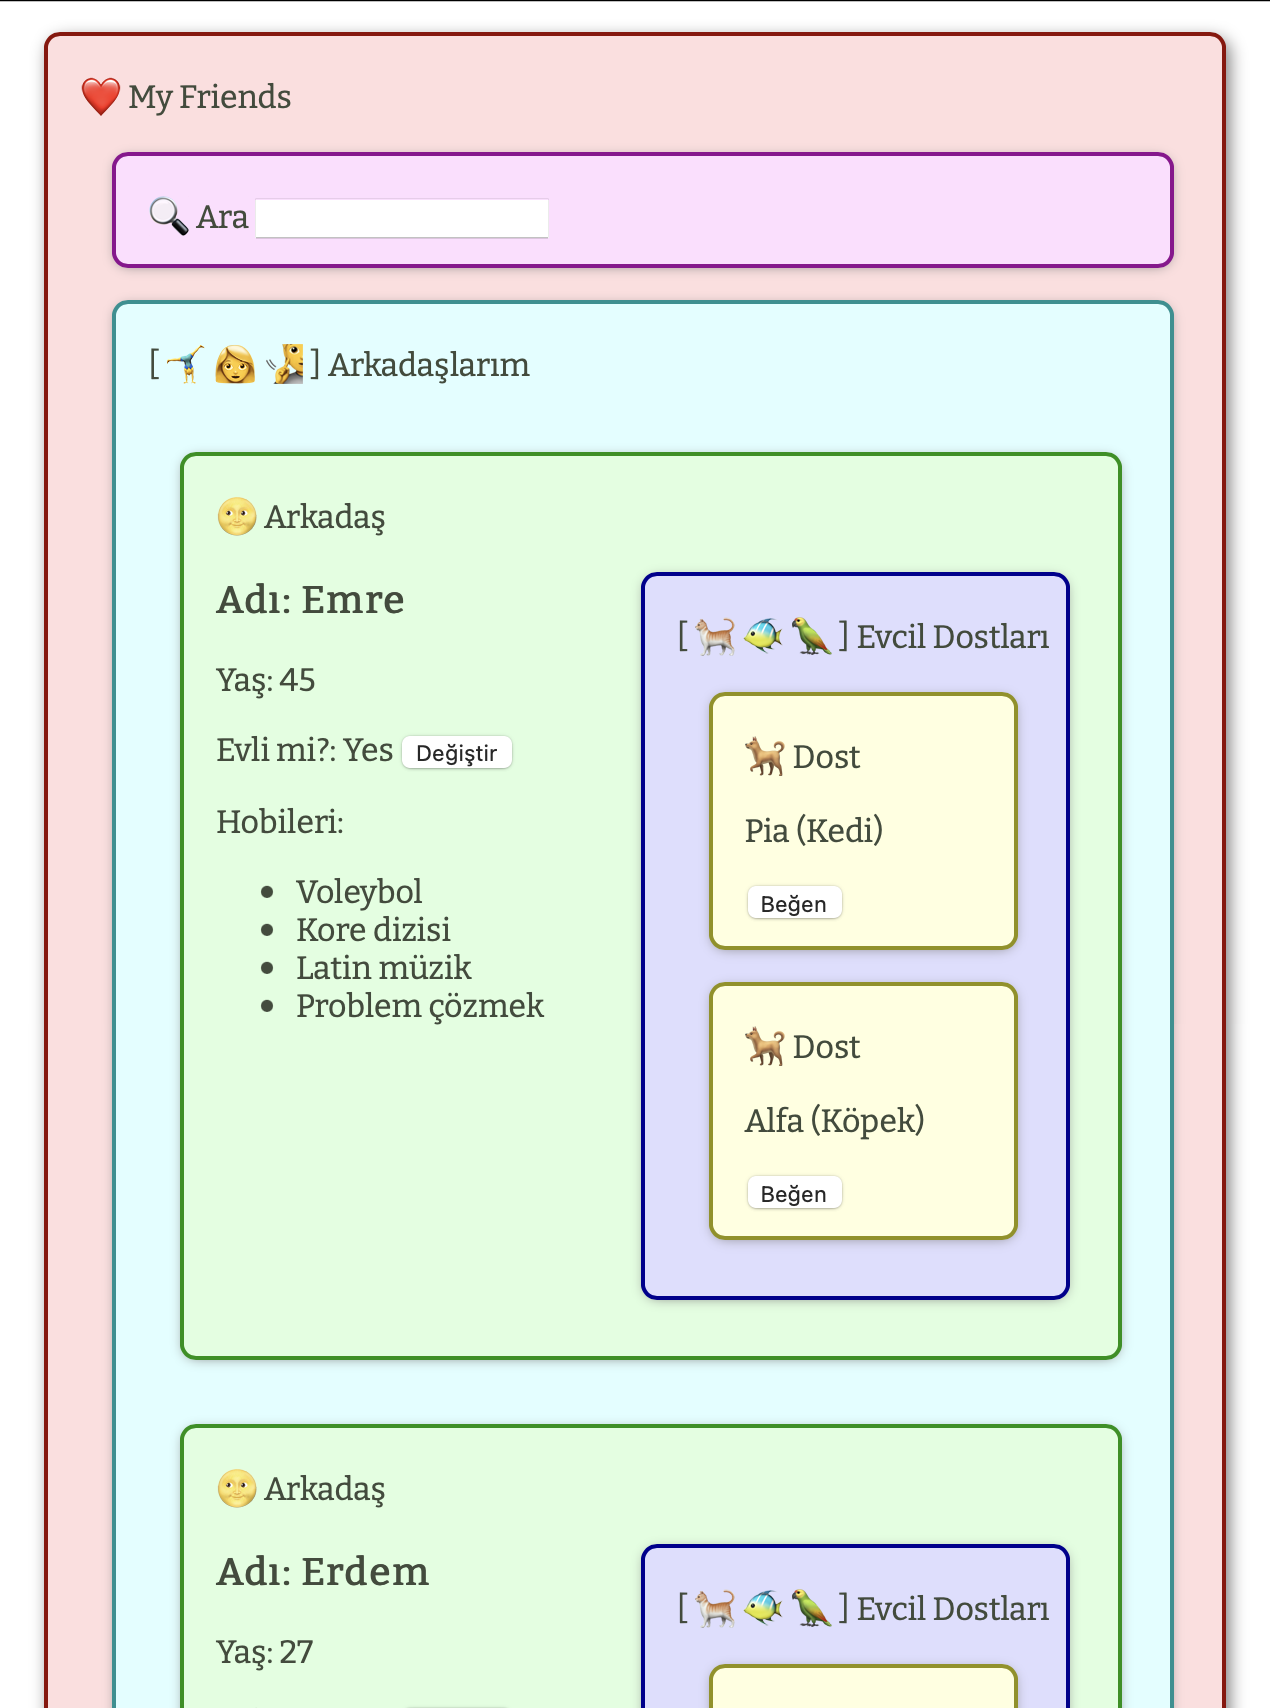 ❤️ My Friends
🔍 Ara
[🤸 👩 🧏] Arkadaşlarım
🌝 Arkadaş
Adı: Emre
Yaş: 45
Evli mi?: Yes Değiştir
Hobileri:
• Voleybol
• Kore dizisi
• Latin müzik
• Problem çözmek
[🐈 🐠 🦜] Evcil Dostları
🐕 Dost
Pia (Kedi)
Beğen
🐕 Dost
Alfa (Köpek)
Beğen
🌝 Arkadaş
Adı: Erdem
Yaş: 27
[🐈 🐠 🦜] Evcil Dostları